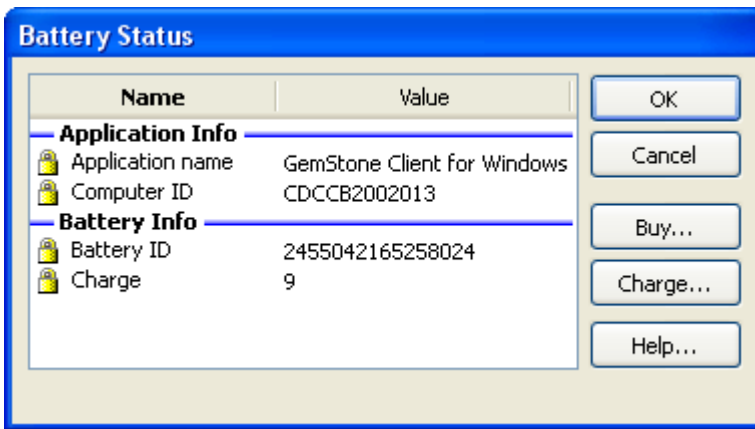 Battery Status
Name Value
Application Info
Application name GemStone Client for Windows
Computer ID CDCCB2002013
Battery Info
Battery ID 2455042165258024
Charge 9
OK
Cancel
Buy...
Charge...
Help...